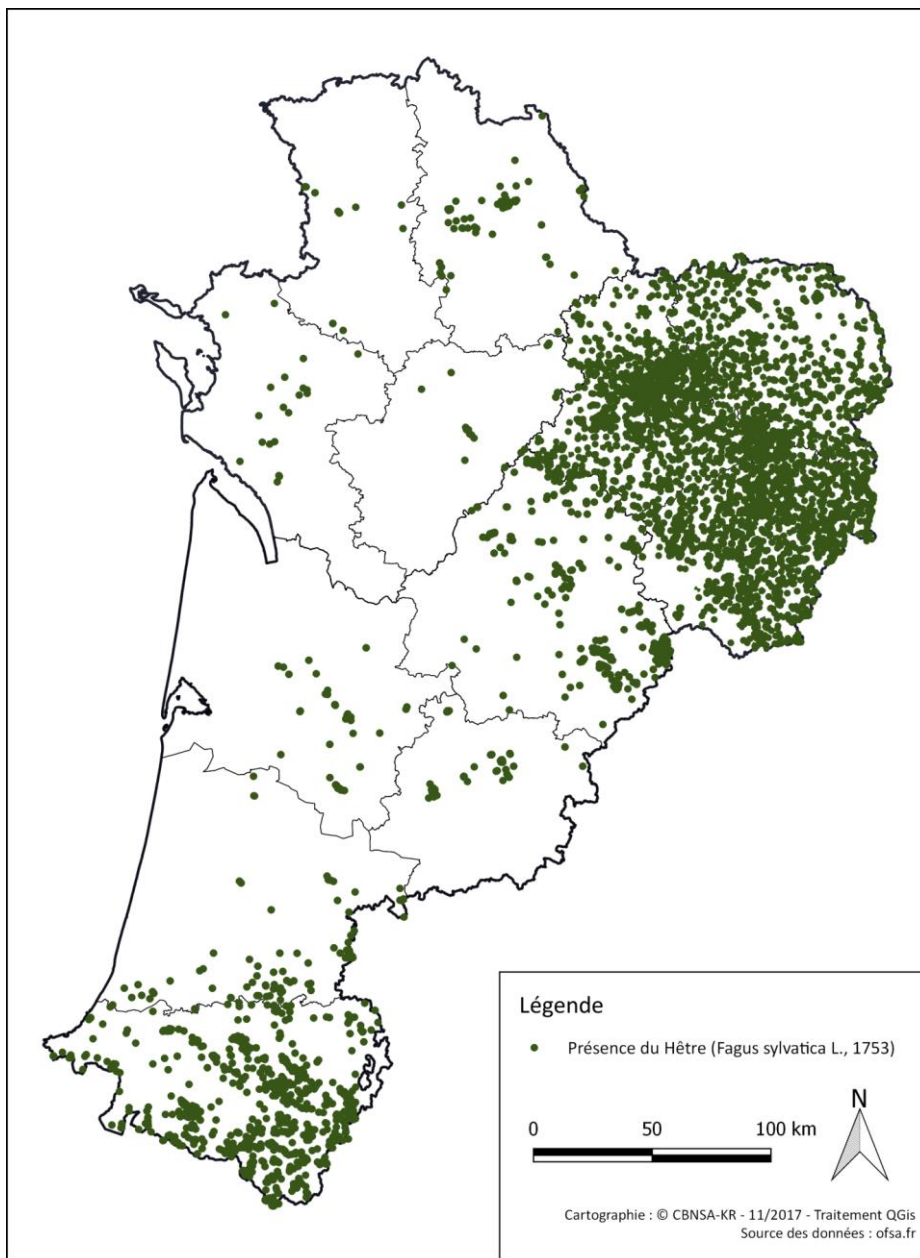 Légende
Présence du Hêtre (Fagus sylvatica L., 1753)
N
0 50 100 km
Cartographie : © CBNSA-KR - 11/2017 - Traitement QGis
Source des données : ofsa.fr